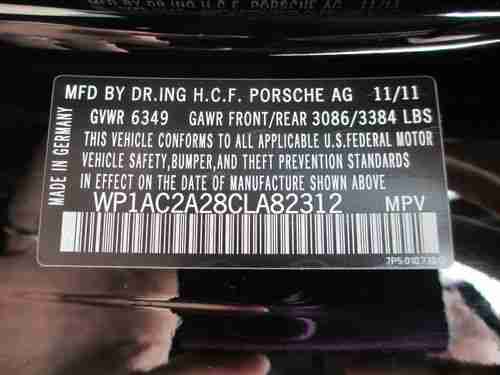 MFD BY DR.ING H.C.F. PORSCHE AG 11/11
GVWR 6349 GAWR FRONT/REAR 3086/3384 LBS
THIS VEHICLE CONFORMS TO ALL APPLICABLE U.S.FEDERAL MOTOR
VEHICLE SAFETY,BUMPER,AND THEFT PREVENTION STANDARDS
IN EFFECT ON THE DATE OF MANUFACTURE SHOWN ABOVE.
WP1AC2A28CLA82312 MPV
MADE IN GERMANY